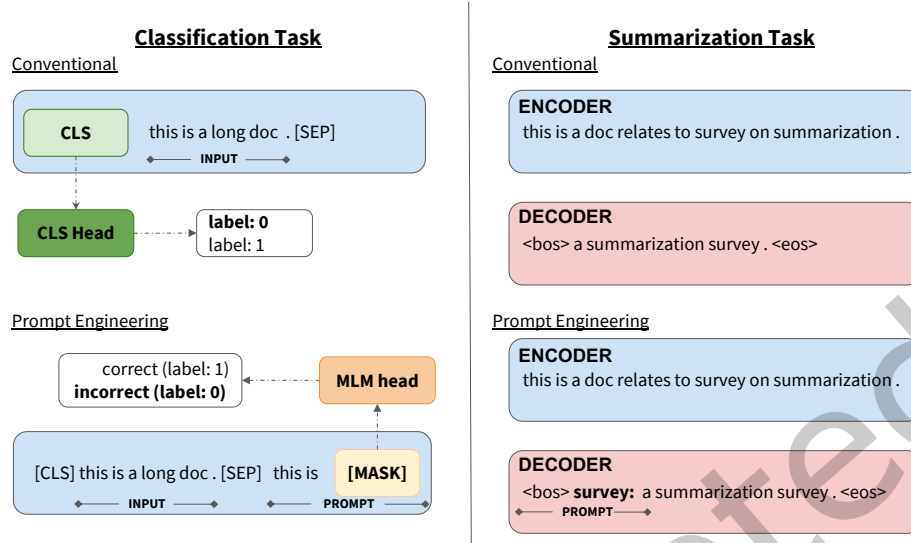 Classification Task
Conventional
CLS
this is a long doc . [SEP]
INPUT
CLS Head
label: 0
label: 1
Prompt Engineering
correct (label: 1)
incorrect (label: 0)
MLM head
[CLS] this is a long doc . [SEP] this is [MASK]
INPUT
PROMPT
Summarization Task
Conventional
ENCODER
this is a doc relates to survey on summarization .
DECODER
<bos> a summarization survey . <eos>
Prompt Engineering
ENCODER
this is a doc relates to survey on summarization .
DECODER
<bos> survey: a summarization survey . <eos>
PROMPT